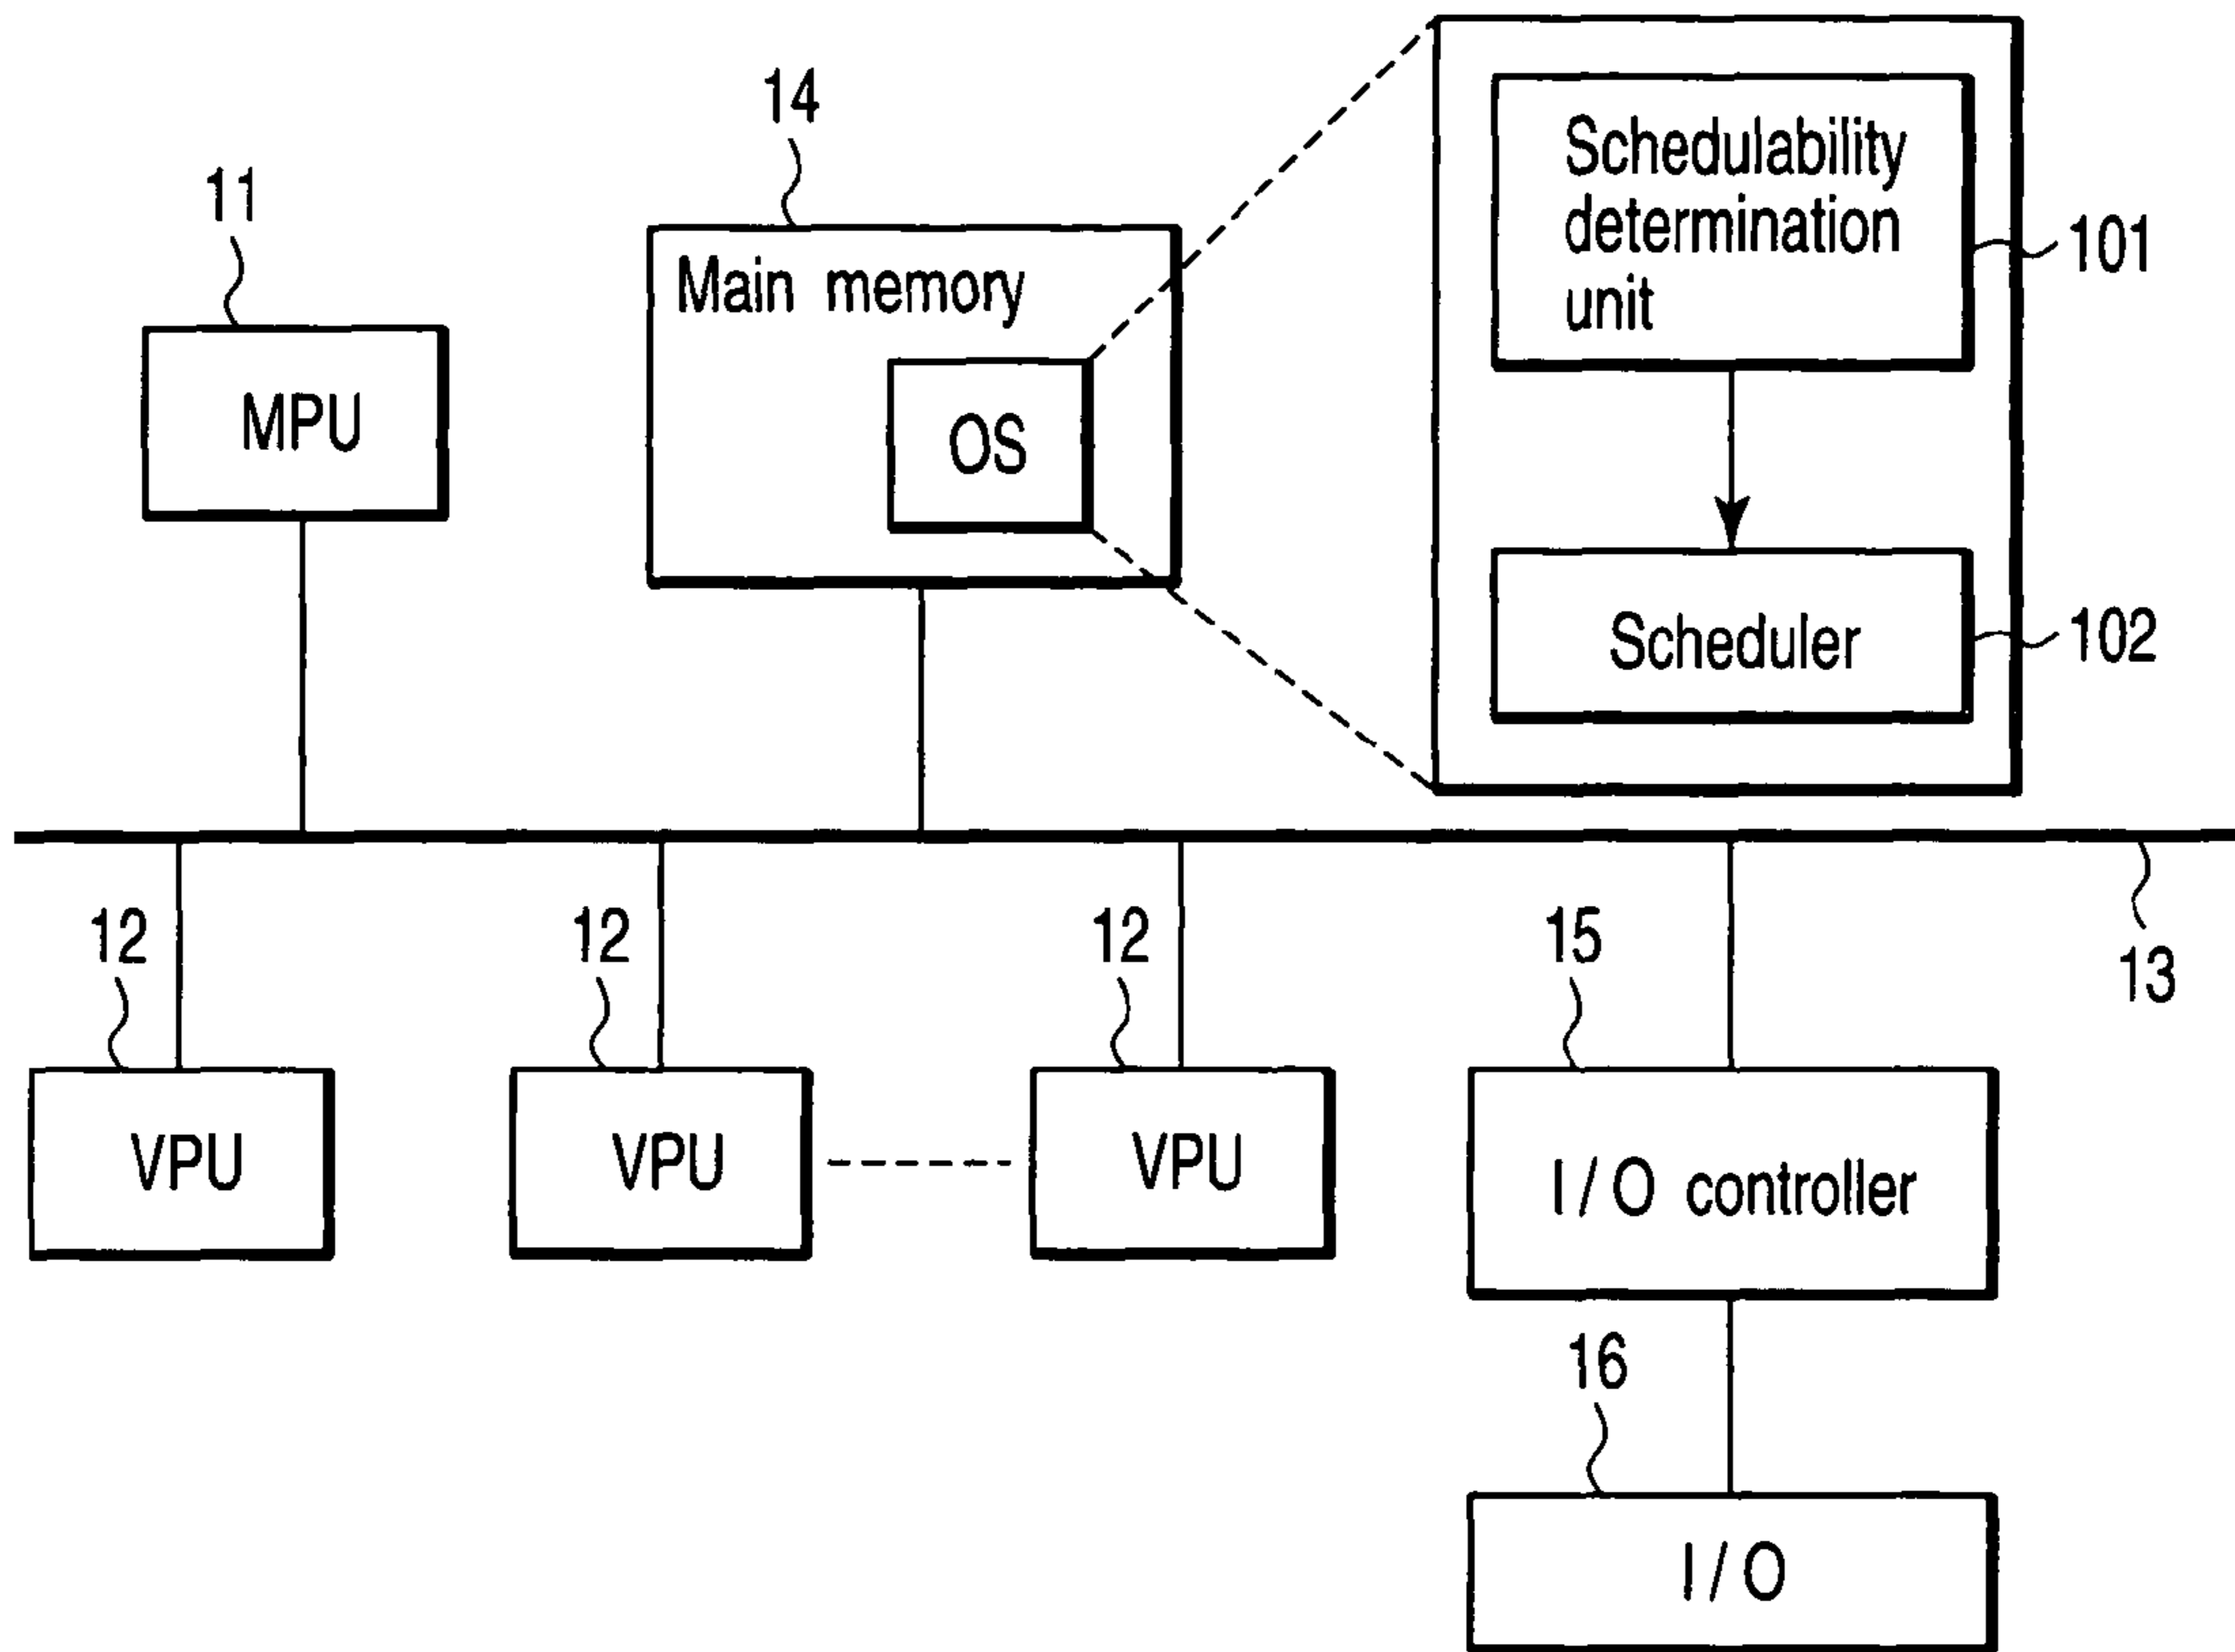 14
11
Main memory
OS
MPU
Schedulability
determination
unit
101
Scheduler
102
13
12
12
12
15
VPU
VPU
VPU
I/O controller
16
I/O